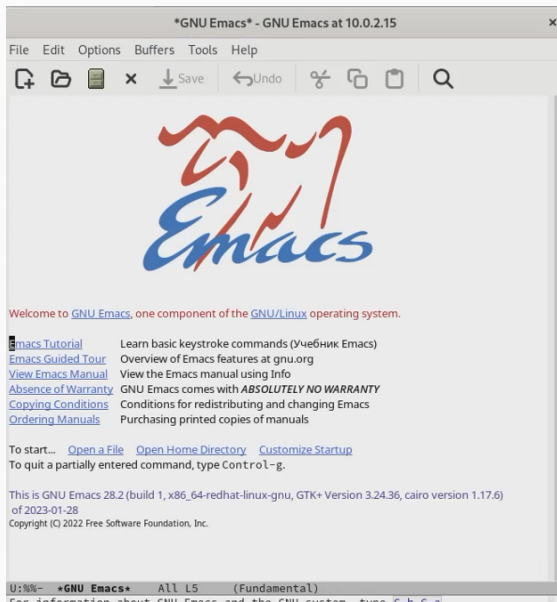 *GNU Emacs* - GNU Emacs at 10.0.2.15 ×
File Edit Options Buffers Tools Help
Save Undo
Emacs
Welcome to GNU Emacs, one component of the GNU/Linux operating system.
Emacs Tutorial Learn basic keystroke commands (Учебник Emacs)
Emacs Guided Tour Overview of Emacs features at gnu.org
View Emacs Manual View the Emacs manual using Info
Absence of Warranty GNU Emacs comes with ABSOLUTELY NO WARRANTY
Copying Conditions Conditions for redistributing and changing Emacs
Ordering Manuals Purchasing printed copies of manuals
To start... Open a File Open Home Directory Customize Startup
To quit a partially entered command, type Control-g.
This is GNU Emacs 28.2 (build 1, x86_64-redhat-linux-gnu, GTK+ Version 3.24.36, cairo version 1.17.6)
of 2023-01-28
Copyright (C) 2022 Free Software Foundation, Inc.
U:%%- *GNU Emacs* All L5 (Fundamental)
For information about GNU Emacs and the GNU system, type C-h C-a.